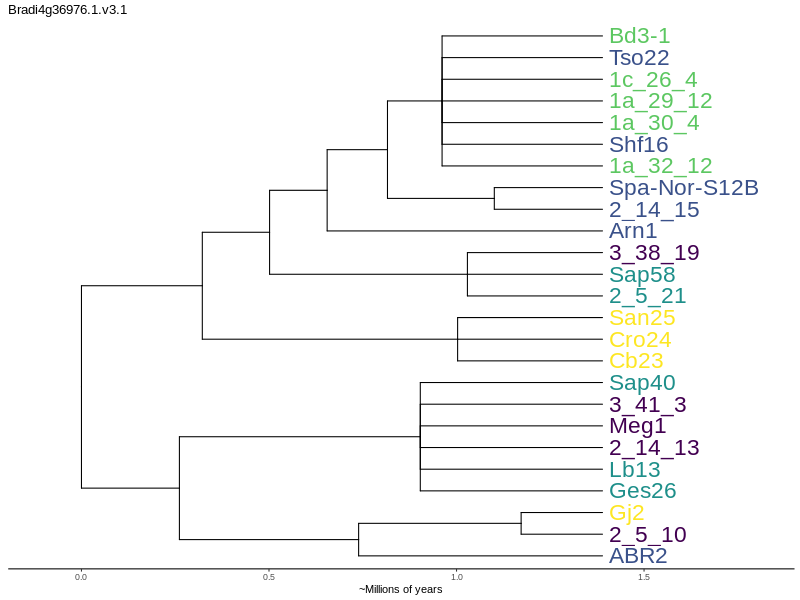 Bradi4g36976.1.v3.1
Bd3-1
Tso22
1c_26_4
1a_29_12
1a_30_4
Shf16
1a_32_12
Spa-Nor-S12B
2_14_15
Arn1
3_38_19
Sap58
2_5_21
San25
Cro24
Cb23
Sap40
3_41_3
Meg1
2_14_13
Lb13
Ges26
Gj2
2_5_10
ABR2
0.0 0.5 1.0 1.5
~Millions of years